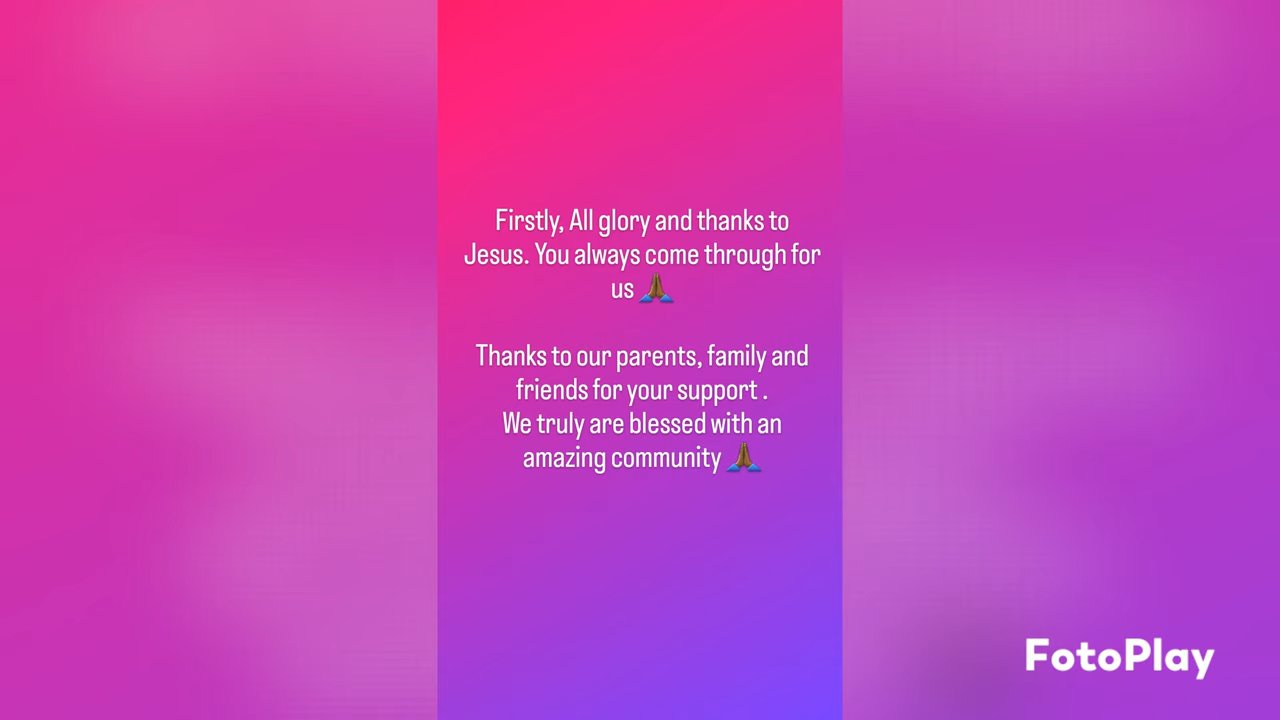 Firstly, All glory and thanks to
Jesus. You always come through for
us 🙏🏾
Thanks to our parents, family and
friends for your support .
We truly are blessed with an
amazing community 🙏🏾
FotoPlay